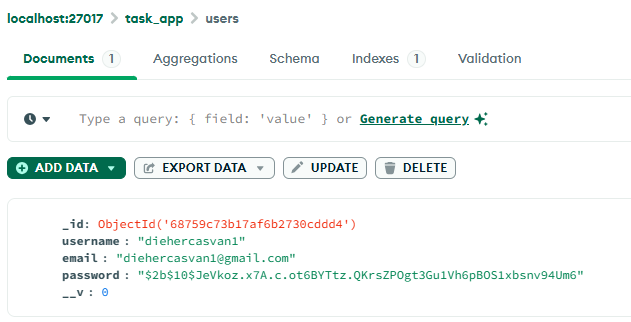 localhost:27017 > task_app > users
Documents 1 Aggregations Schema Indexes 1 Validation
Type a query: { field: 'value' } or Generate query
ADD DATA EXPORT DATA UPDATE DELETE
_id: ObjectId('68759c73b17af6b2730cddd4')
username : "diehercasvan1"
email : "diehercasvan1@gmail.com"
password : "$2b$10$JeVkoz.x7A.c.ot6BYTtz.QKrsZPOgt3Gu1Vh6pBOS1xbsnv94Um6"
__v : 0